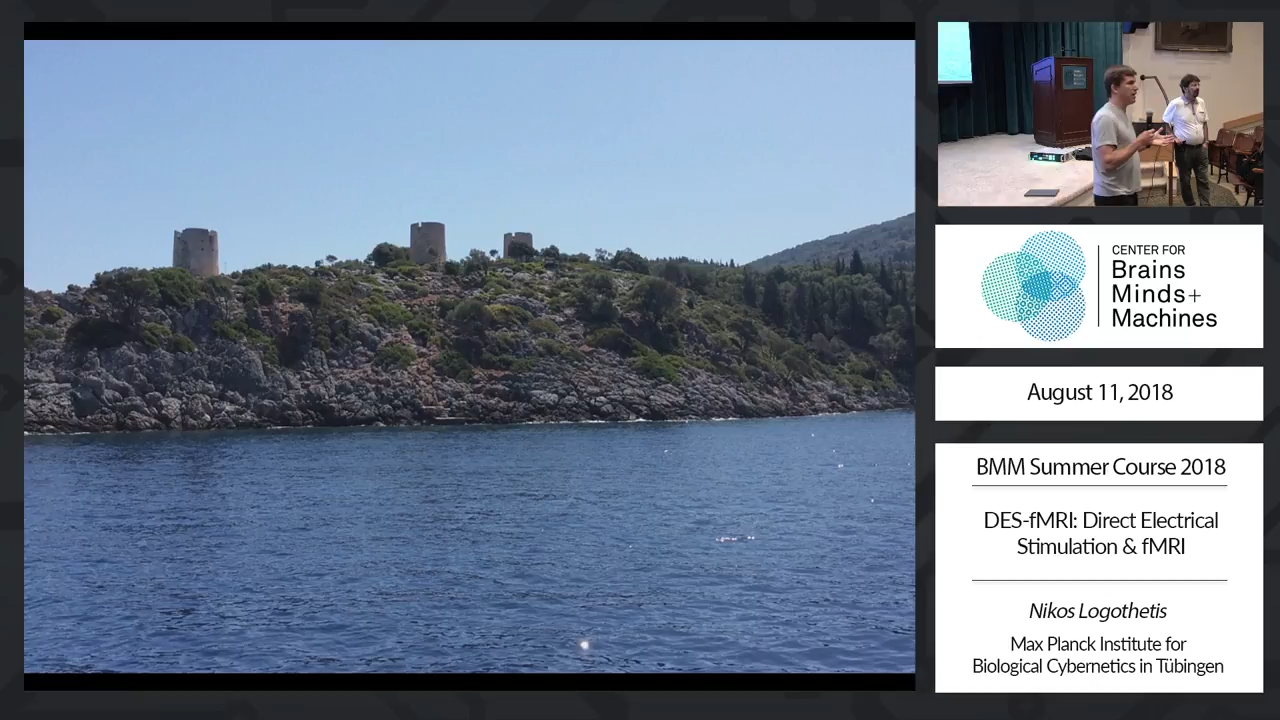 CENTER FOR
Brains
Minds+
Machines
August 11, 2018
BMM Summer Course 2018
DES-fMRI: Direct Electrical
Stimulation & fMRI
Nikos Logothetis
Max Planck Institute for
Biological Cybernetics in Tübingen